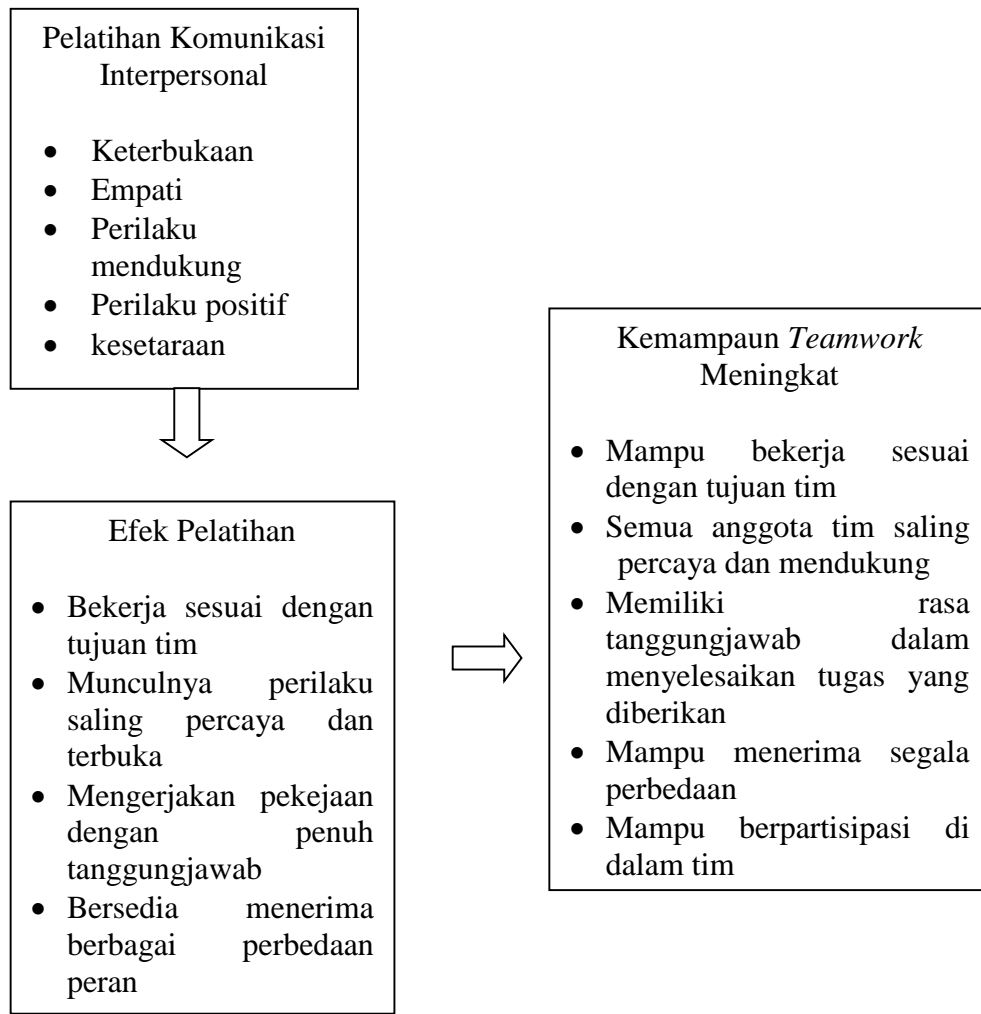 Pelatihan Komunikasi
Interpersonal
• Keterbukaan
• Empati
• Perilaku
mendukung
• Perilaku positif
• kesetaraan
Efek Pelatihan
• Bekerja sesuai dengan
tujuan tim
• Munculnya perilaku
saling percaya dan
terbuka
• Mengerjakan pekejaan
dengan penuh
tanggungjawab
• Bersedia menerima
berbagai perbedaan
peran
Kemampaun Teamwork
Meningkat
• Mampu bekerja sesuai
dengan tujuan tim
• Semua anggota tim saling
percaya dan mendukung
• Memiliki rasa
tanggungjawab dalam
menyelesaikan tugas yang
diberikan
• Mampu menerima segala
perbedaan
• Mampu berpartisipasi di
dalam tim